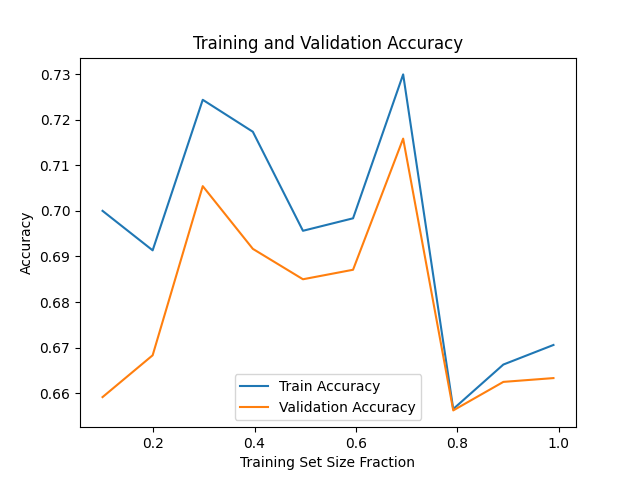 Training and Validation Accuracy
0.73
0.72
0.71
0.70
0.69
0.68
0.67
0.66
Accuracy
Train Accuracy
Validation Accuracy
0.2 0.4 0.6 0.8 1.0
Training Set Size Fraction